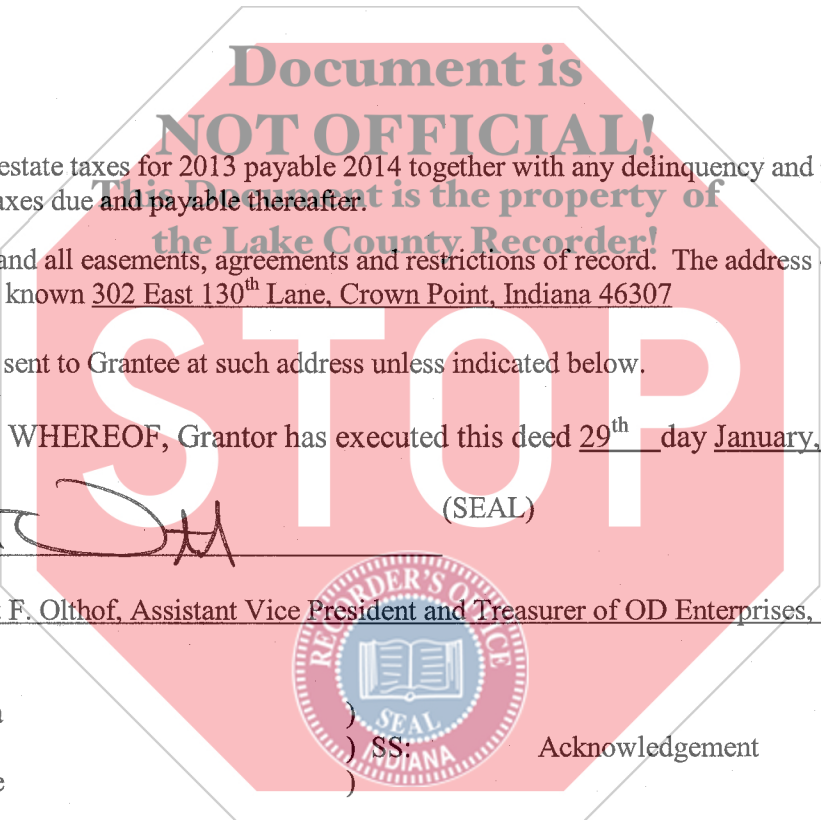 Document is
NOT OFFICIAL!
estate taxes for 2013 payable 2014 together with any delinquency and
This Document is the property of
axes due and payable thereafter.
the Lake County Recorder!
and all easements, agreements and restrictions of record. The address
known 302 East 130th Lane, Crown Point, Indiana 46307
sent to Grantee at such address unless indicated below.
STOP
WHEREOF, Grantor has executed this deed 29th day January,
(SEAL)
F. Olthof, Assistant Vice President and Treasurer of OD Enterprises,
RECORDER'S OFFICE
SEAL
INDIANA
a )
) SS: Acknowledgement
e )